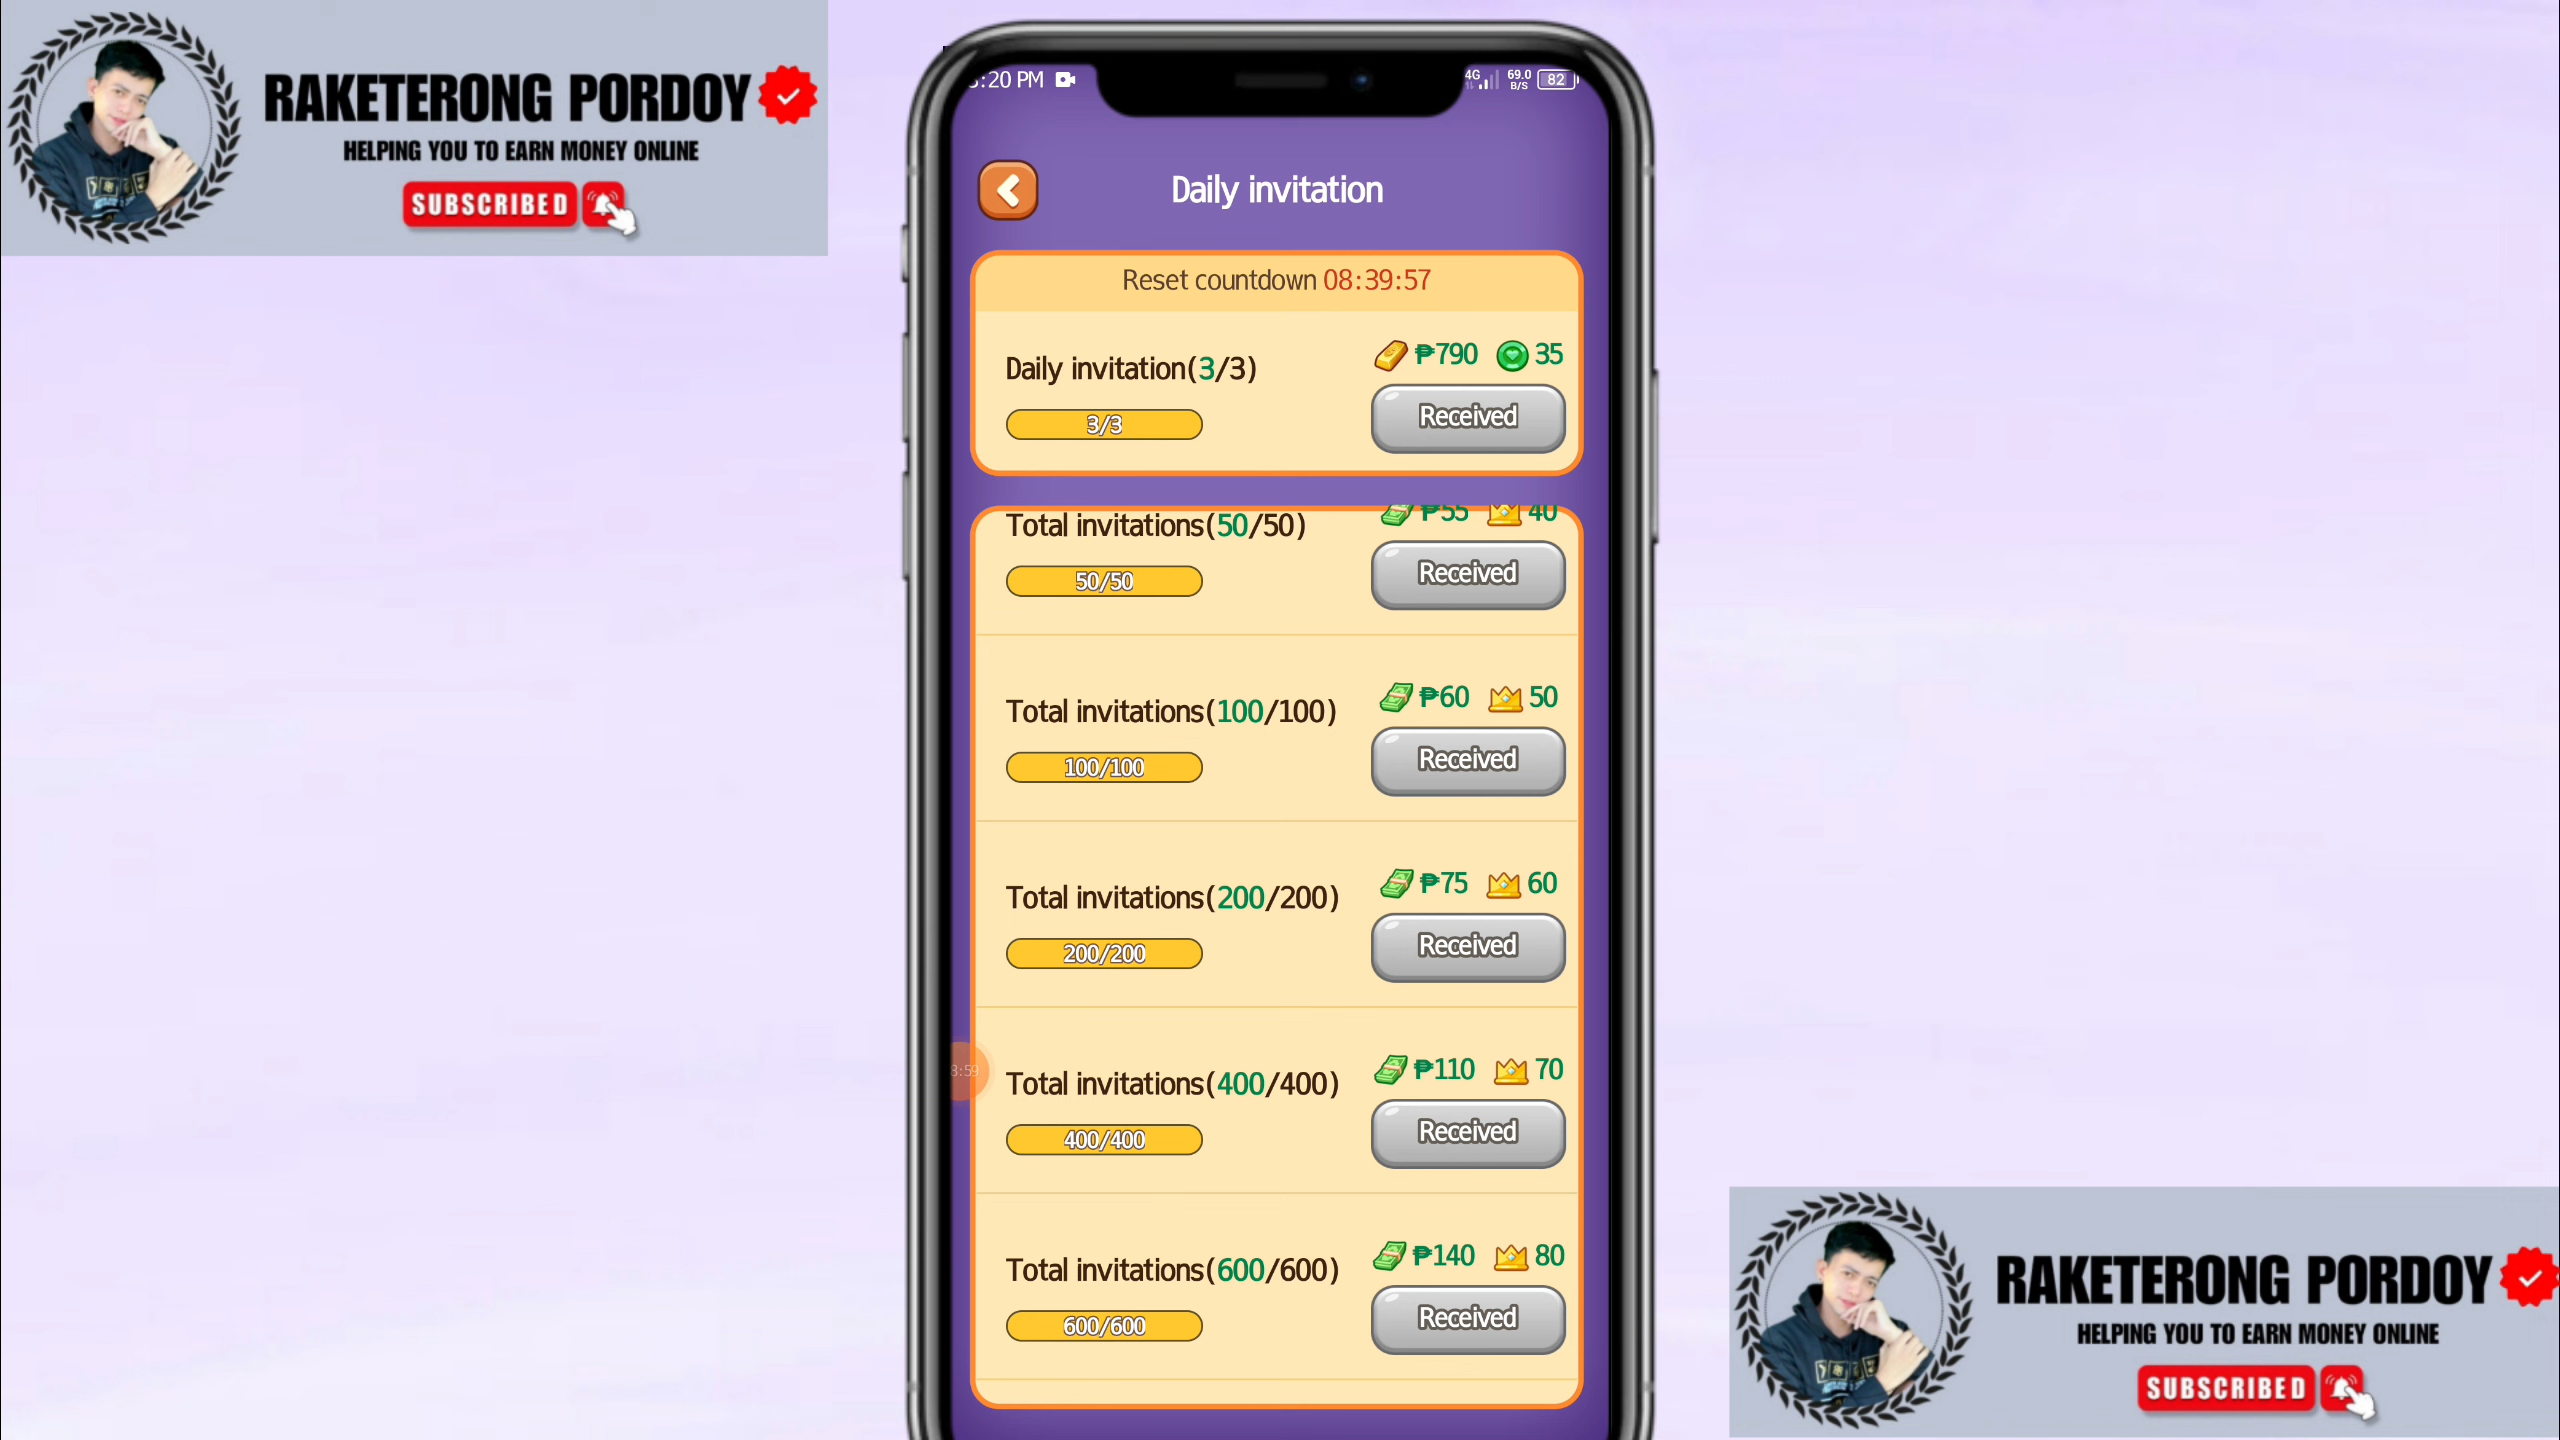 RAKETERONG PORDOY
HELPING YOU TO EARN MONEY ONLINE
SUBSCRIBED
:20 PM
4G
69.0
B/S
82
Daily invitation
Reset countdown 08:39:57
Daily invitation(3/3)
₱790
35
3/3
Received
Total invitations(50/50)
₱55
40
50/50
Received
Total invitations(100/100)
₱60
50
100/100
Received
Total invitations(200/200)
₱75
60
200/200
Received
3:59
Total invitations(400/400)
₱110
70
400/400
Received
Total invitations(600/600)
₱140
80
600/600
Received
RAKETERONG PORDOY
HELPING YOU TO EARN MONEY ONLINE
SUBSCRIBED